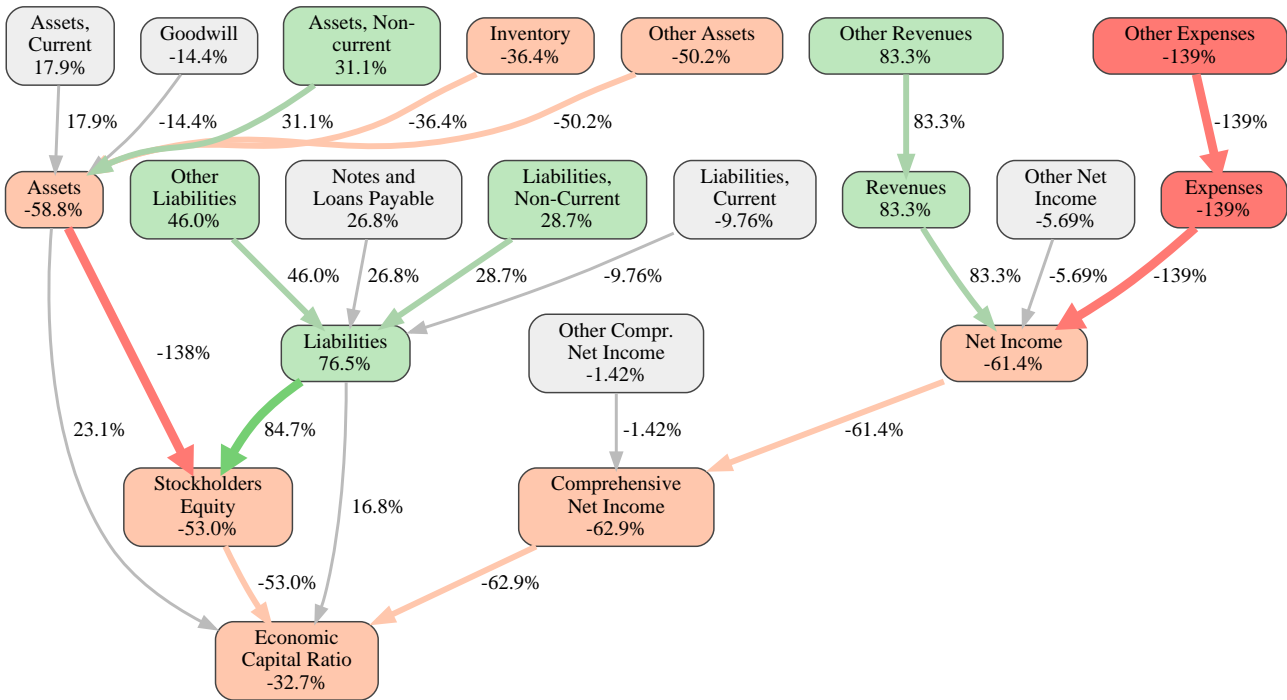 Assets,
Current
17.9%
Goodwill
-14.4%
Assets, Non-
current
31.1%
Inventory
-36.4%
Other Assets
-50.2%
Other Revenues
83.3%
Other Expenses
-139%
17.9%
-14.4%
31.1%
-36.4%
-50.2%
83.3%
-139%
Assets
-58.8%
Other
Liabilities
46.0%
Notes and
Loans Payable
26.8%
Liabilities,
Non-Current
28.7%
Liabilities,
Current
-9.76%
Revenues
83.3%
Other Net
Income
-5.69%
Expenses
-139%
46.0%
26.8%
28.7%
-9.76%
83.3%
-5.69%
-139%
-138%
Liabilities
76.5%
Other Compr.
Net Income
-1.42%
Net Income
-61.4%
23.1%
84.7%
-1.42%
-61.4%
Stockholders
Equity
-53.0%
16.8%
Comprehensive
Net Income
-62.9%
-53.0%
-62.9%
Economic
Capital Ratio
-32.7%